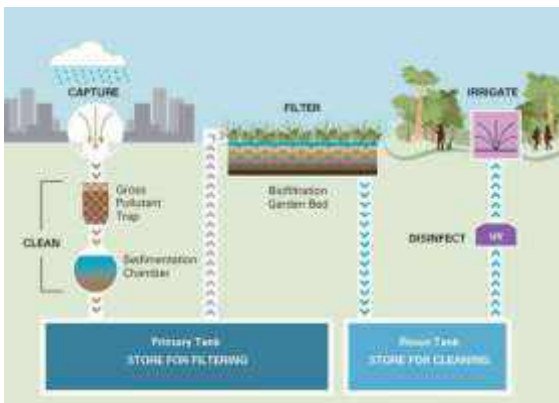 CAPTURE
Gross
Pollutant
Trap
CLEAN
Sedimentation
Chamber
Primary Tank
STORE FOR FILTERING
FILTER
Biofiltration
Garden Bed
IRRIGATE
DISINFECT
UV
Tank
STORE FOR CLEANING